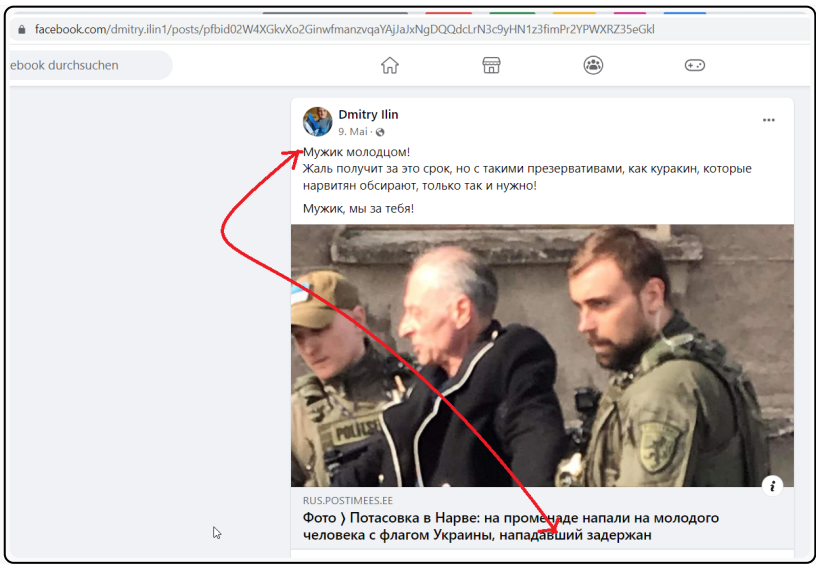 facebook.com/dmitry.ilin1/posts/pfbid02W4XGkvXo2GinwfmanzvqaYAjJaJxNgDQQdcLrN3c9yHN1z3fimPr2YPWXRZ35eGkl
ebook durchsuchen
Dmitry Ilin
9. Mai ·
Мужик молодцом!
Жаль получит за это срок, но с такими презервативами, как куракин, которые
нарвитян обсирают, только так и нужно!
Мужик, мы за тебя!
RUS.POSTIMEES.EE
Фото ⟩ Потасовка в Нарве: на променаде напали на молодого
человека с флагом Украины, нападавший задержан